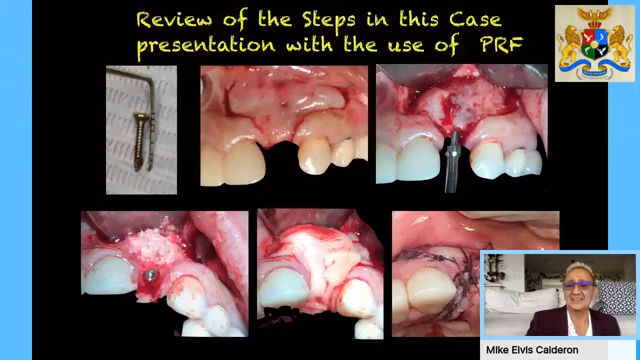 Review of the Steps in this Case
presentation with the use of PRF
Mike Elvis Calderon